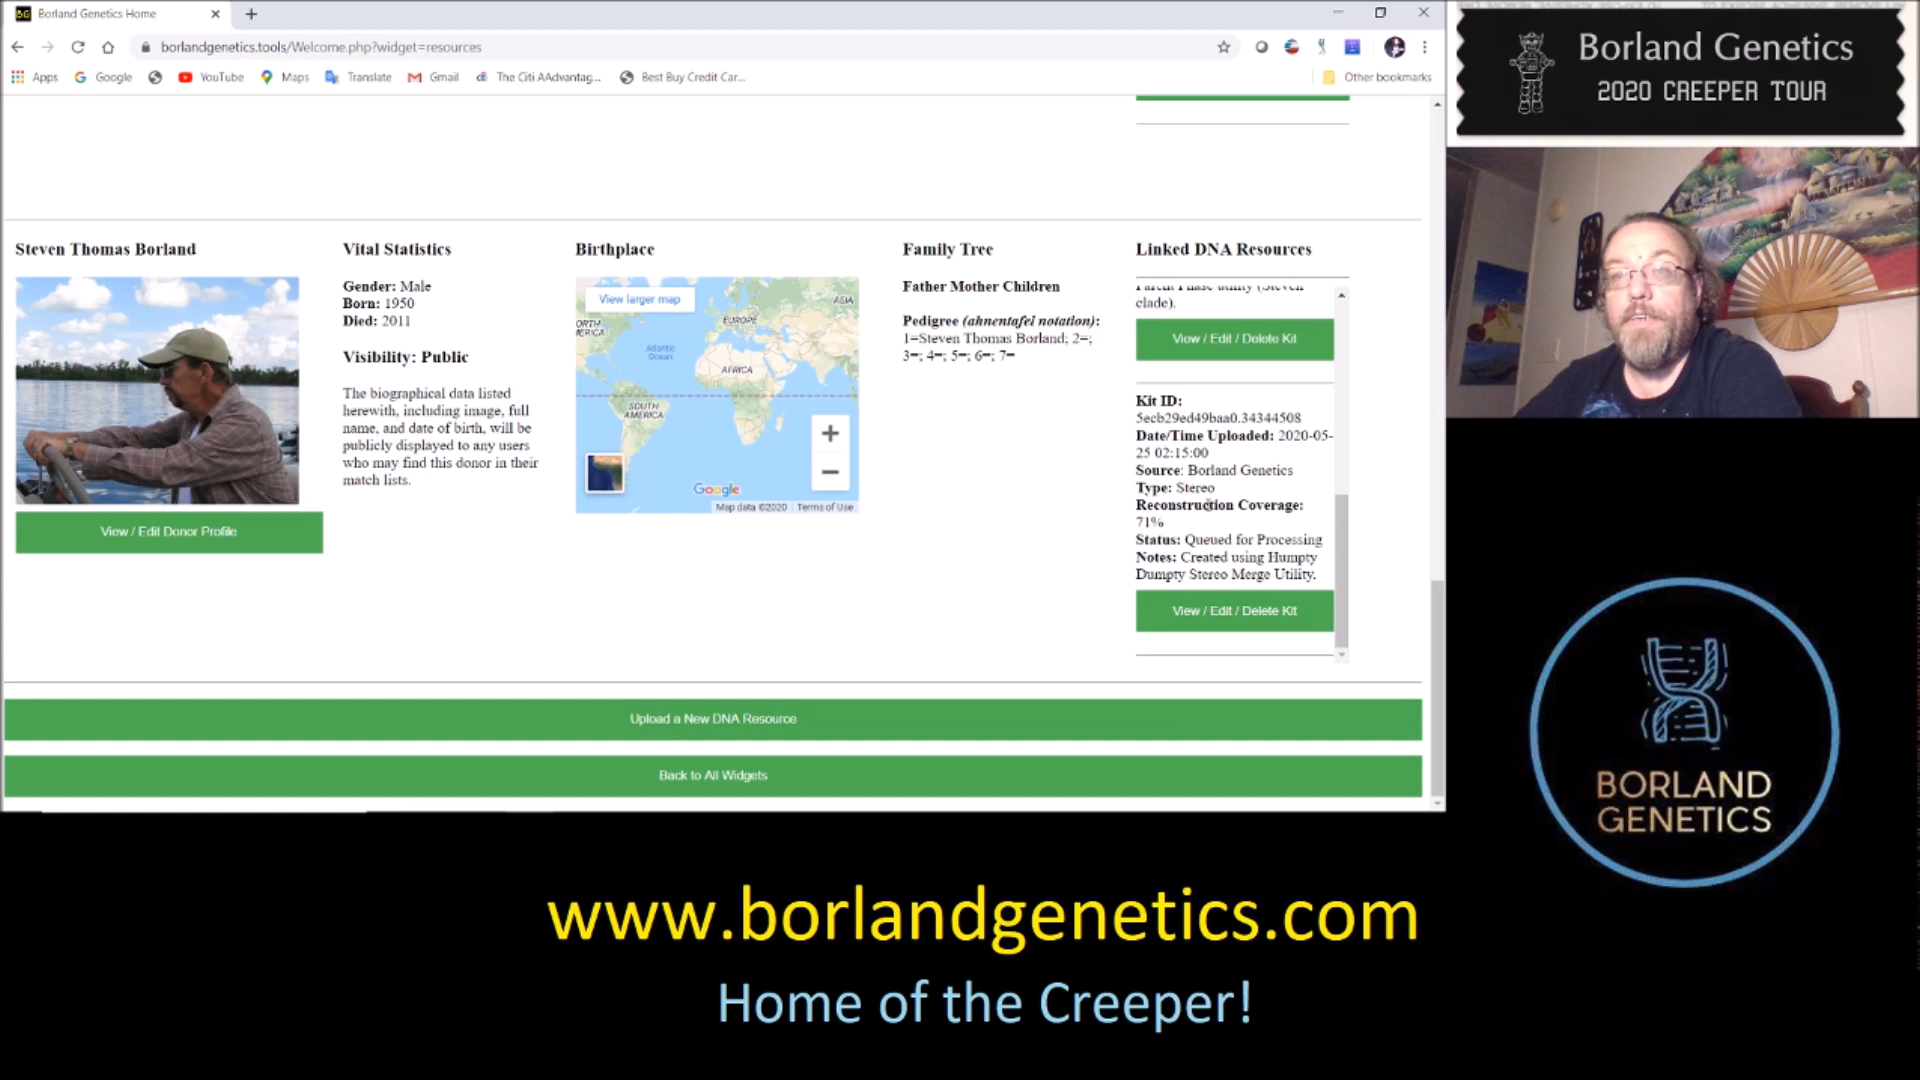 Borland Genetics Home
borlandgenetics.tools/Welcome.php?widget=resources
Apps Google YouTube Maps Translate Gmail The Citi AAdvantag... Best Buy Credit Car... Other bookmarks
Borland Genetics
2020 CREEPER TOUR
Steven Thomas Borland
View / Edit Donor Profile
Vital Statistics
Gender: Male
Born: 1950
Died: 2011
Visibility: Public
The biographical data listed
herewith, including image, full
name, and date of birth, will be
publicly displayed to any users
who may find this donor in their
match lists.
Birthplace
View larger map
ASIA
EUROPE
Atlantic
Ocean
AFRICA
SOUTH
AMERICA
Google
Map data ©2020 Terms of Use
Family Tree
Father Mother Children
Pedigree (ahnentafel notation):
1=Steven Thomas Borland; 2=;
3=; 4=; 5=; 6=; 7=
Linked DNA Resources
clade).
View / Edit / Delete Kit
Kit ID:
5ecb29ed49baa0.34344508
Date/Time Uploaded: 2020-05-
25 02:15:00
Source: Borland Genetics
Type: Stereo
Reconstruction Coverage:
71%
Status: Queued for Processing
Notes: Created using Humpty
Dumpty Stereo Merge Utility.
View / Edit / Delete Kit
Upload a New DNA Resource
Back to All Widgets
BORLAND
GENETICS
www.borlandgenetics.com
Home of the Creeper!